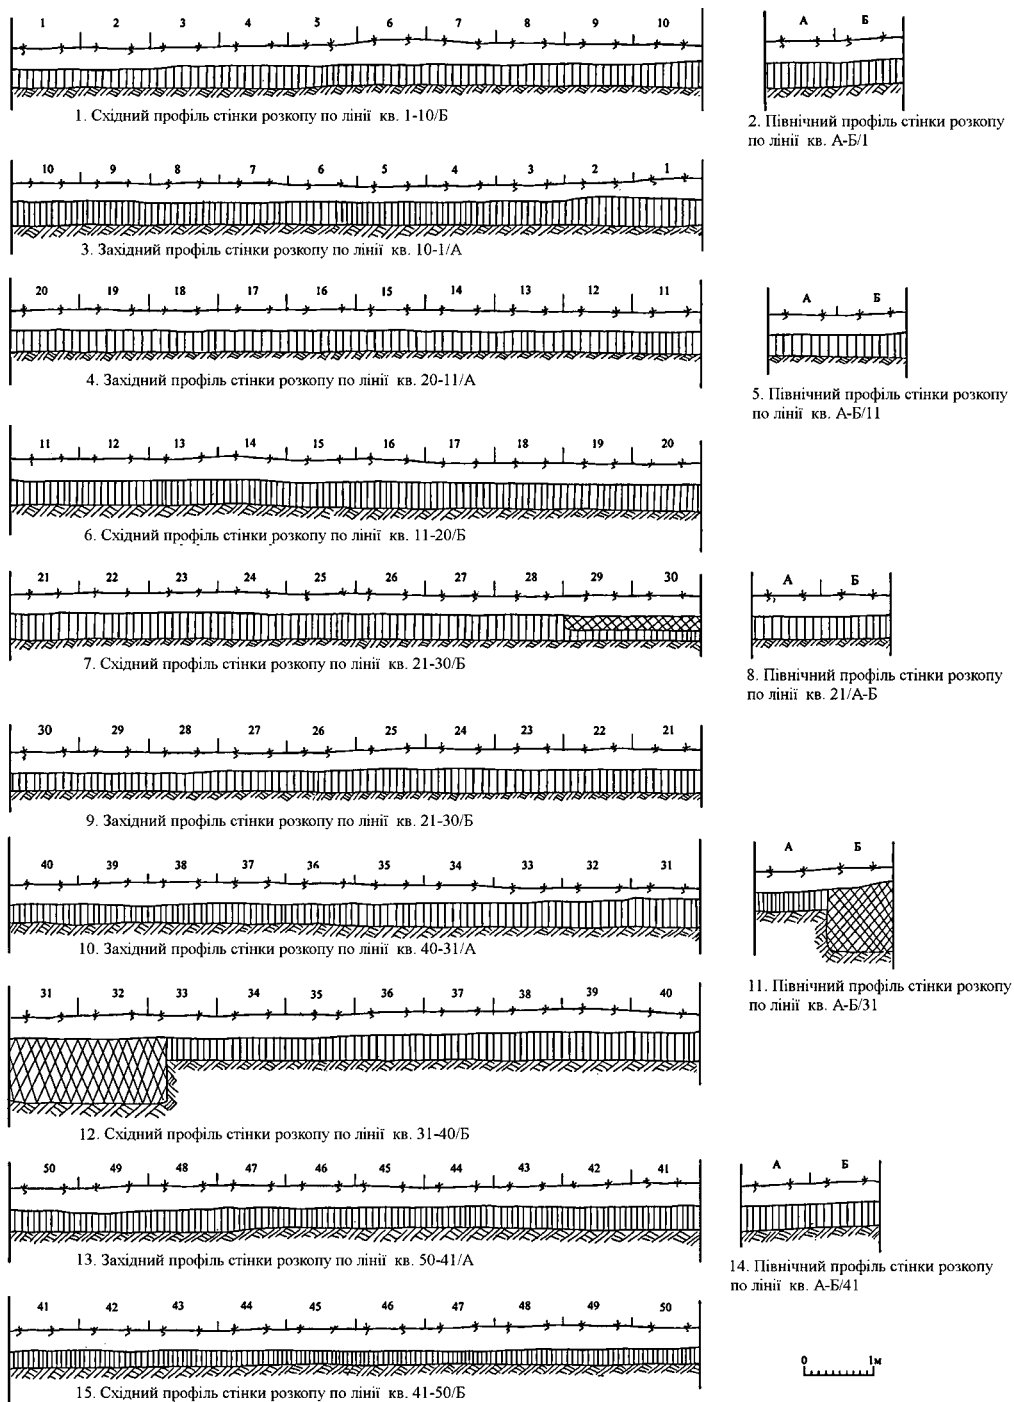 1 2 3 4 5 6 7 8 9 10
А Б
1. Східний профіль стінки розкопу по лінії кв. 1-10/Б
2. Північний профіль стінки розкопу
по лінії кв. А-Б/1
10 9 8 7 6 5 4 3 2 1
3. Західний профіль стінки розкопу по лінії кв. 10-1/А
20 19 18 17 16 15 14 13 12 11
А Б
4. Західний профіль стінки розкопу по лінії кв. 20-11/А
5. Північний профіль стінки розкопу
по лінії кв. А-Б/11
11 12 13 14 15 16 17 18 19 20
6. Східний профіль стінки розкопу по лінії кв. 11-20/Б
21 22 23 24 25 26 27 28 29 30
А Б
7. Східний профіль стінки розкопу по лінії кв. 21-30/Б
8. Північний профіль стінки розкопу
по лінії кв. 21/А-Б
30 29 28 27 26 25 24 23 22 21
9. Західний профіль стінки розкопу по лінії кв. 21-30/Б
40 39 38 37 36 35 34 33 32 31
А Б
10. Західний профіль стінки розкопу по лінії кв. 40-31/А
11. Північний профіль стінки розкопу
по лінії кв. А-Б/31
31 32 33 34 35 36 37 38 39 40
12. Східний профіль стінки розкопу по лінії кв. 31-40/Б
50 49 48 47 46 45 44 43 42 41
А Б
13. Західний профіль стінки розкопу по лінії кв. 50-41/А
14. Північний профіль стінки розкопу
по лінії кв. А-Б/41
41 42 43 44 45 46 47 48 49 50
0 1м
15. Східний профіль стінки розкопу по лінії кв. 41-50/Б